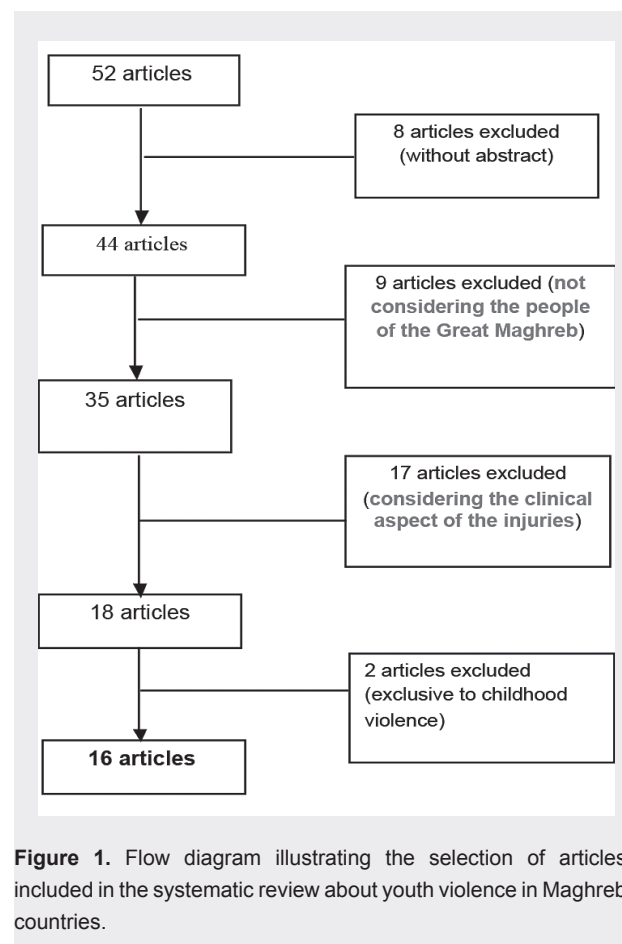 52 articles
8 articles excluded
(without abstract)
44 articles
9 articles excluded (not
considering the people
of the Great Maghreb)
35 articles
17 articles excluded
(considering the clinical
aspect of the injuries)
18 articles
2 articles excluded
(exclusive to childhood
violence)
16 articles
Figure 1. Flow diagram illustrating the selection of articles
included in the systematic review about youth violence in Maghreb
countries.